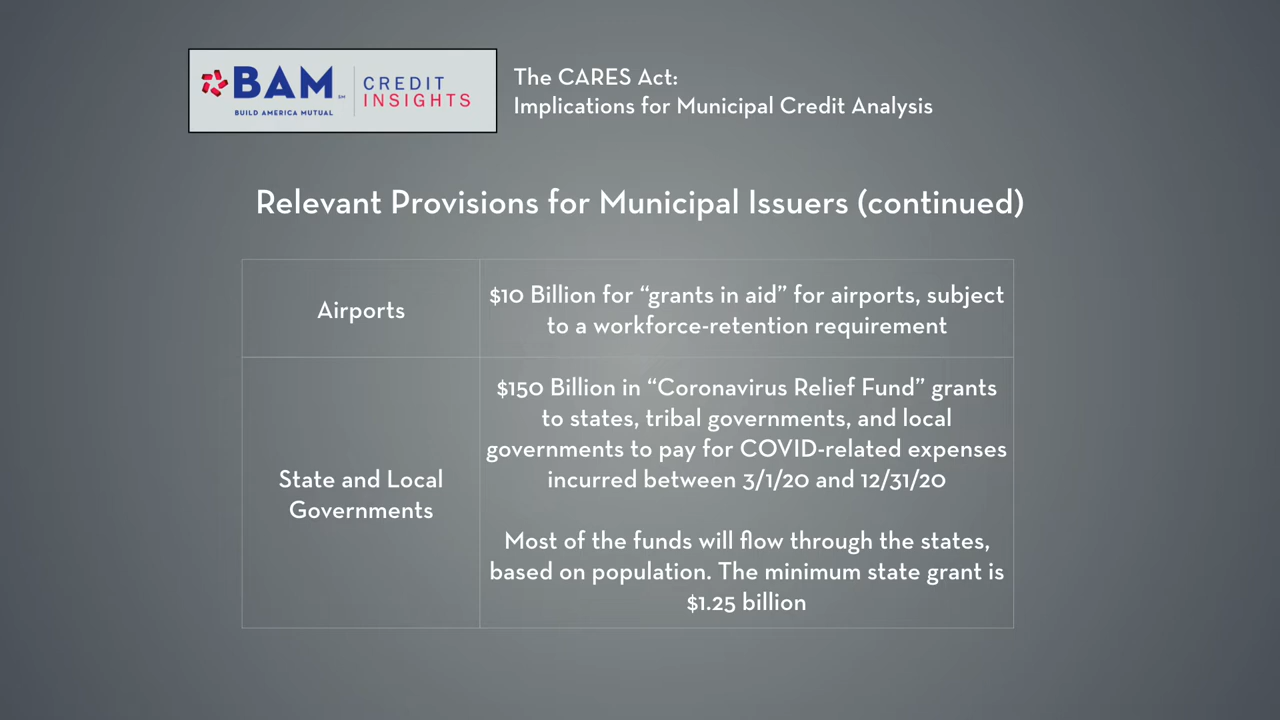 BAM SM
BUILD AMERICA MUTUAL
CREDIT
INSIGHTS
The CARES Act:
Implications for Municipal Credit Analysis
Relevant Provisions for Municipal Issuers (continued)
Airports
$10 Billion for “grants in aid” for airports, subject
to a workforce-retention requirement
State and Local
Governments
$150 Billion in “Coronavirus Relief Fund” grants
to states, tribal governments, and local
governments to pay for COVID-related expenses
incurred between 3/1/20 and 12/31/20
Most of the funds will flow through the states,
based on population. The minimum state grant is
$1.25 billion